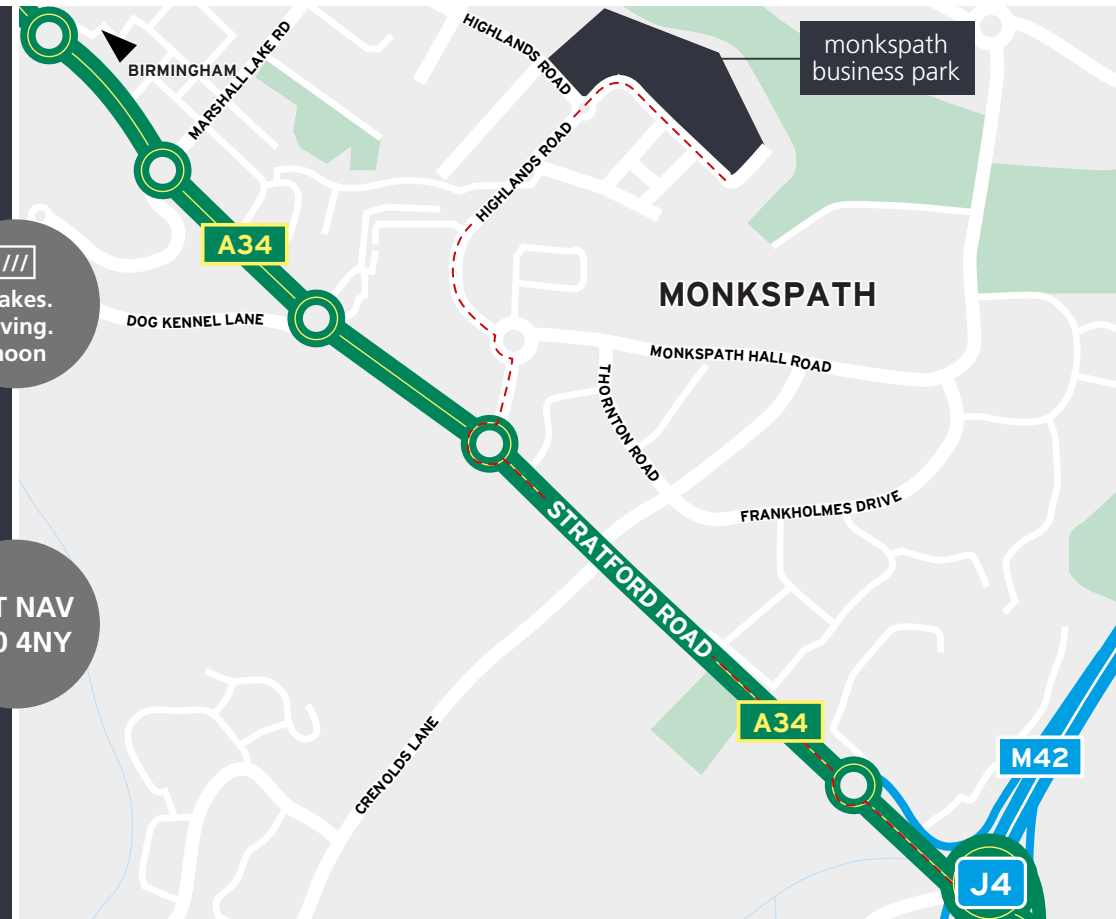 BIRMINGHAM
MARSHALL LAKE RD
HIGHLANDS ROAD
monkspath
business park
HIGHLANDS ROAD
A34
MONKSPATH
///
akes.
ving.
noon
DOG KENNEL LANE
MONKSPATH HALL ROAD
THORNTON ROAD
FRANKHOLMES DRIVE
STRATFORD ROAD
T NAV
4NY
CRENOLDS LANE
A34
M42
J4